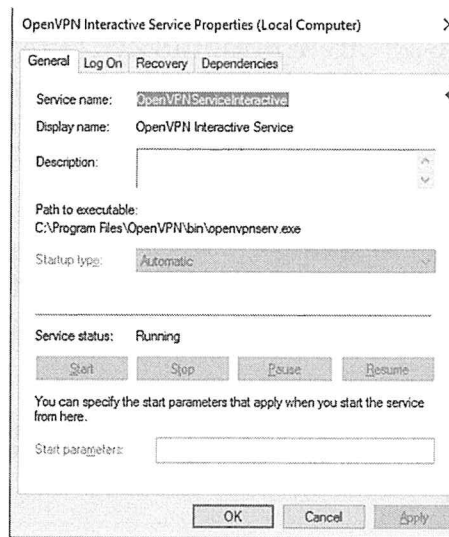 OpenVPN Interactive Service Properties (Local Computer)
General Log On Recovery Dependencies
Service name: OpenVPNServiceInteractive
Display name: OpenVPN Interactive Service
Description:
Path to executable:
C:\Program Files\OpenVPN\bin\openvpnserv.exe
Startup type: Automatic
Service status: Running
Start Stop Pause Resume
You can specify the start parameters that apply when you start the service
from here.
Start parameters:
OK Cancel Apply